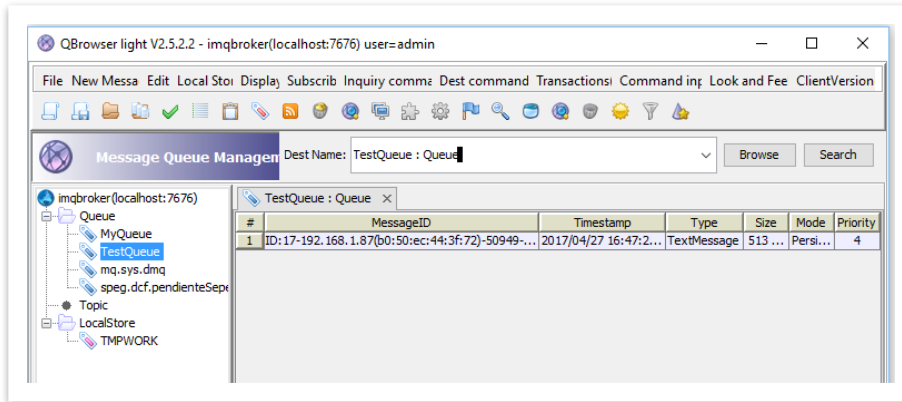 QBrowser light V2.5.2.2 - imqbroker(localhost:7676) user=admin
File New Messa Edit Local Stor Display Subscrib Inquiry comma Dest command Transactions Command inp Look and Fee ClientVersion
Message Queue Managem Dest Name: TestQueue : Queue Browse Search
imqbroker(localhost:7676)
Queue
MyQueue
TestQueue
mq.sys.dmq
speg.dcf.pendienteSepe
Topic
LocalStore
TMPWORK
TestQueue : Queue
# MessageID Timestamp Type Size Mode Priority
1 ID:17-192.168.1.87(b0:50:ec:44:3f:72)-50949-... 2017/04/27 16:47:2... TextMessage 513 ... Persi... 4